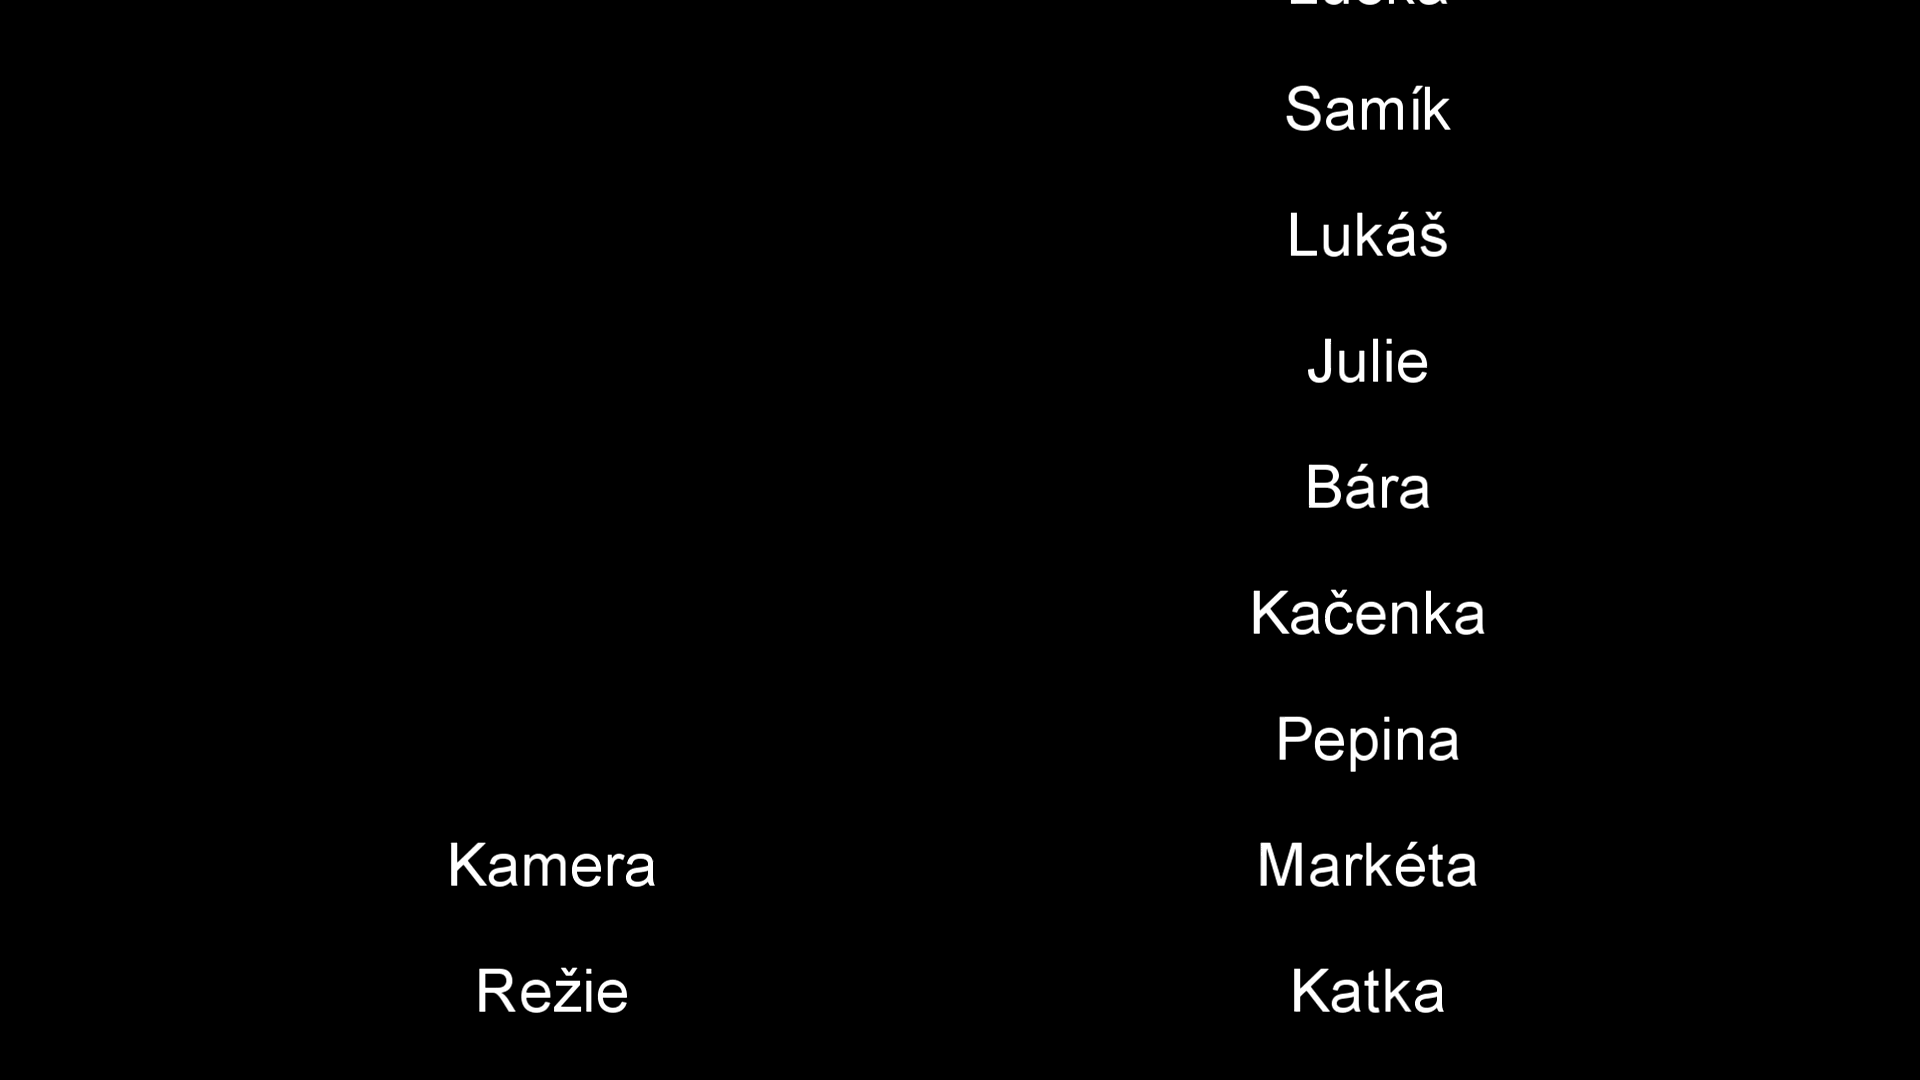 Samík
Lukáš
Julie
Bára
Kačenka
Pepina
Kamera Markéta
Režie Katka